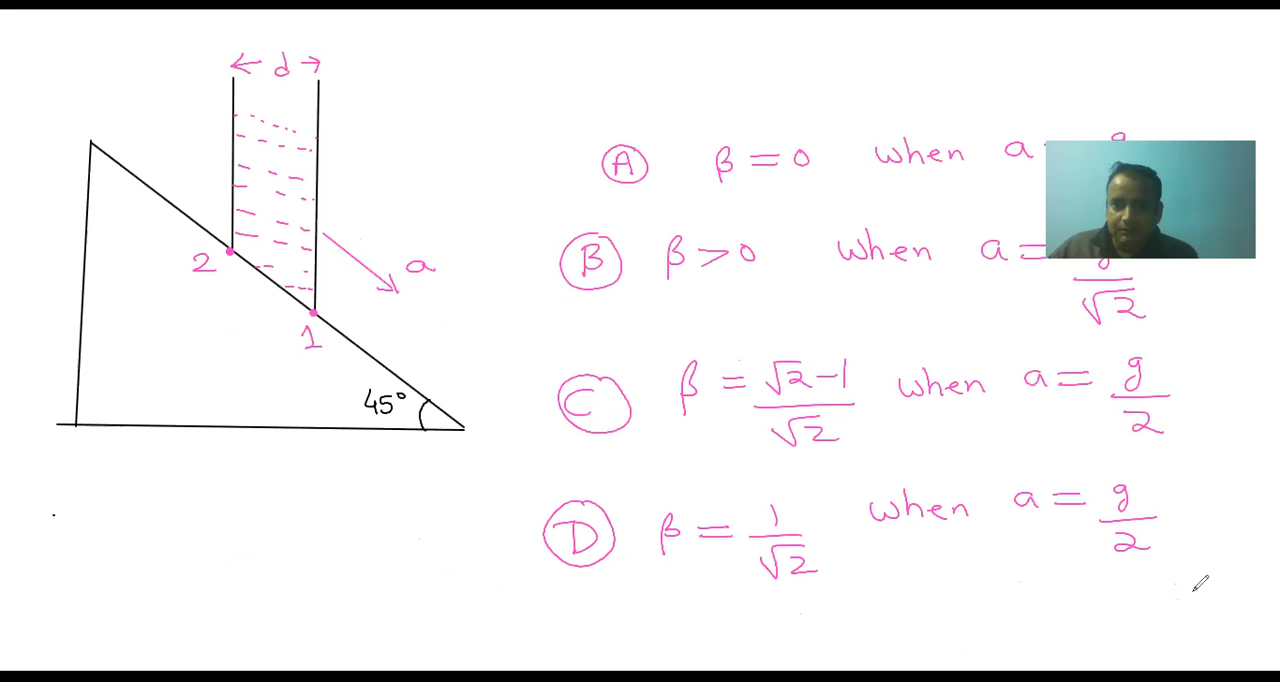 d
2
1
a
45°
A β = 0 when a
B β > 0 when a = g/√2
C β = √2 − 1/√2 when a = g/2
D β = 1/√2 when a = g/2